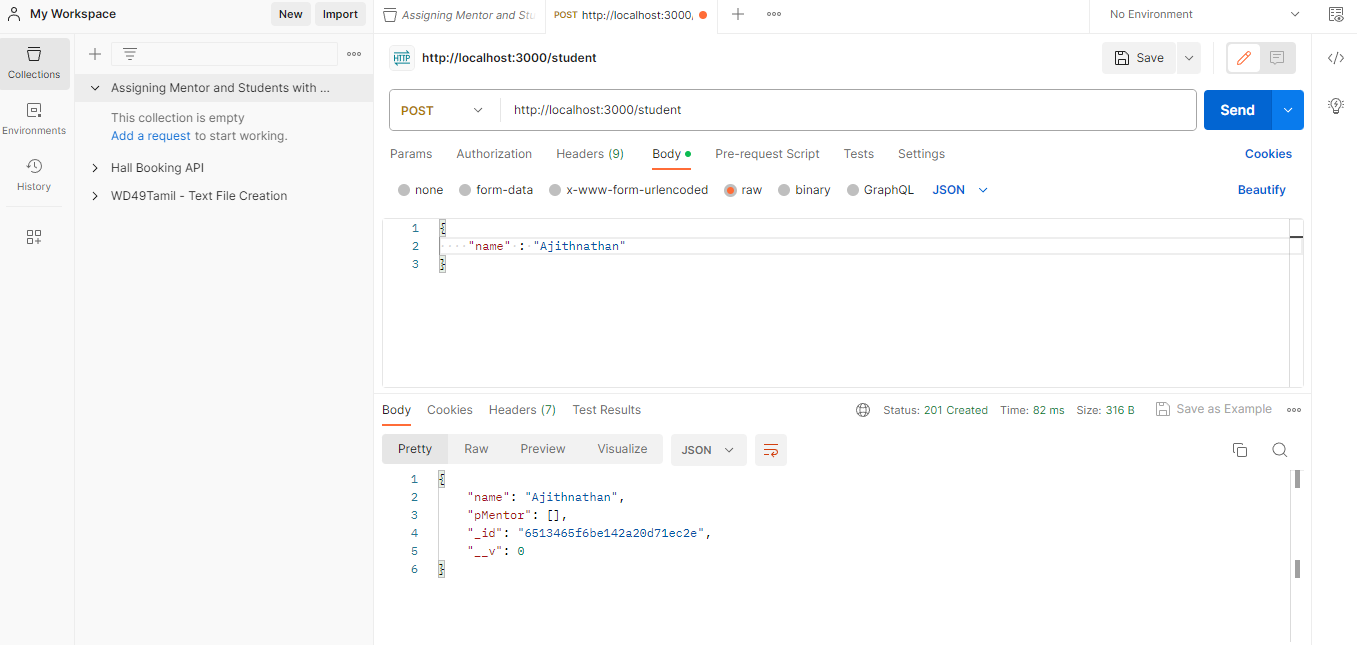 My Workspace
New
Import
Assigning Mentor and Stu
POST http://localhost:3000,
No Environment
Collections
Environments
History
Assigning Mentor and Students with ...
This collection is empty
Add a request to start working.
Hall Booking API
WD49Tamil - Text File Creation
HTTP
http://localhost:3000/student
Save
POST
http://localhost:3000/student
Send
Params
Authorization
Headers (9)
Body
Pre-request Script
Tests
Settings
Cookies
none
form-data
x-www-form-urlencoded
raw
binary
GraphQL
JSON
Beautify
1 {
2 "name" : "Ajithnathan"
3 }
Body
Cookies
Headers (7)
Test Results
Status: 201 Created
Time: 82 ms
Size: 316 B
Save as Example
Pretty
Raw
Preview
Visualize
JSON
1 {
2 "name": "Ajithnathan",
3 "pMentor": [],
4 "_id": "6513465f6be142a20d71ec2e",
5 "__v": 0
6 }